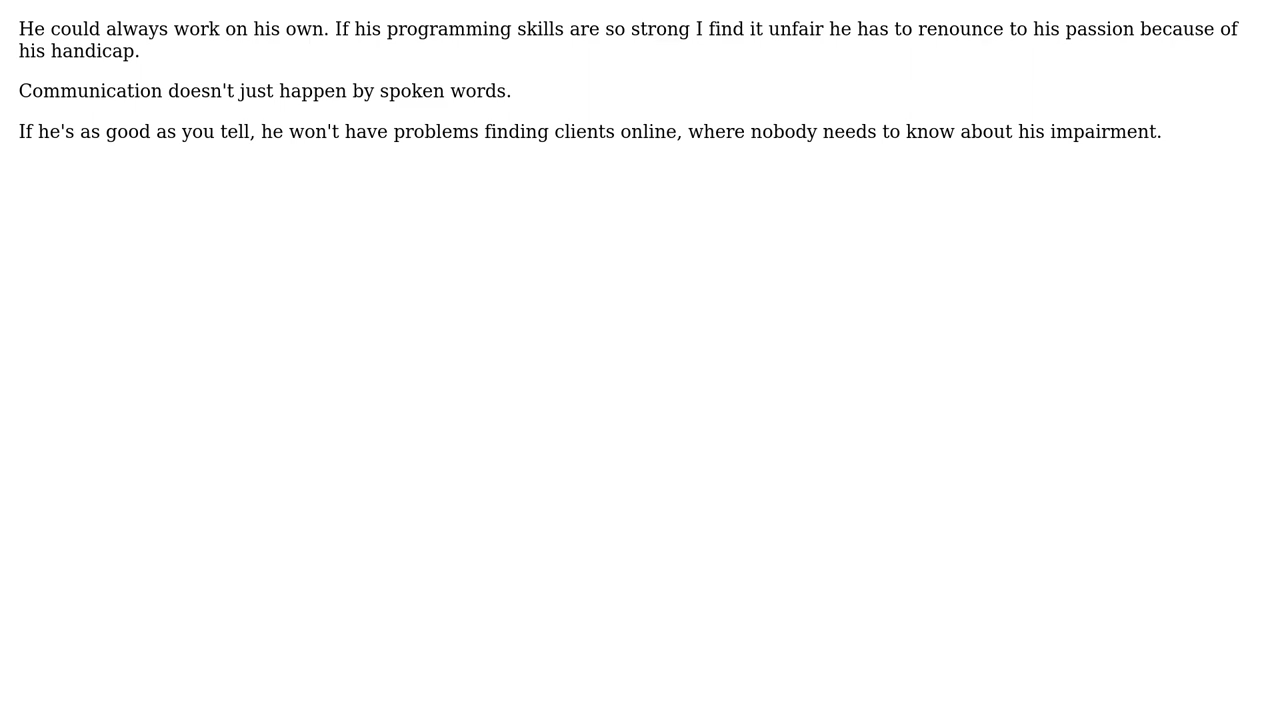 He could always work on his own. If his programming skills are so strong I find it unfair he has to renounce to his passion because of
his handicap.
Communication doesn't just happen by spoken words.
If he's as good as you tell, he won't have problems finding clients online, where nobody needs to know about his impairment.